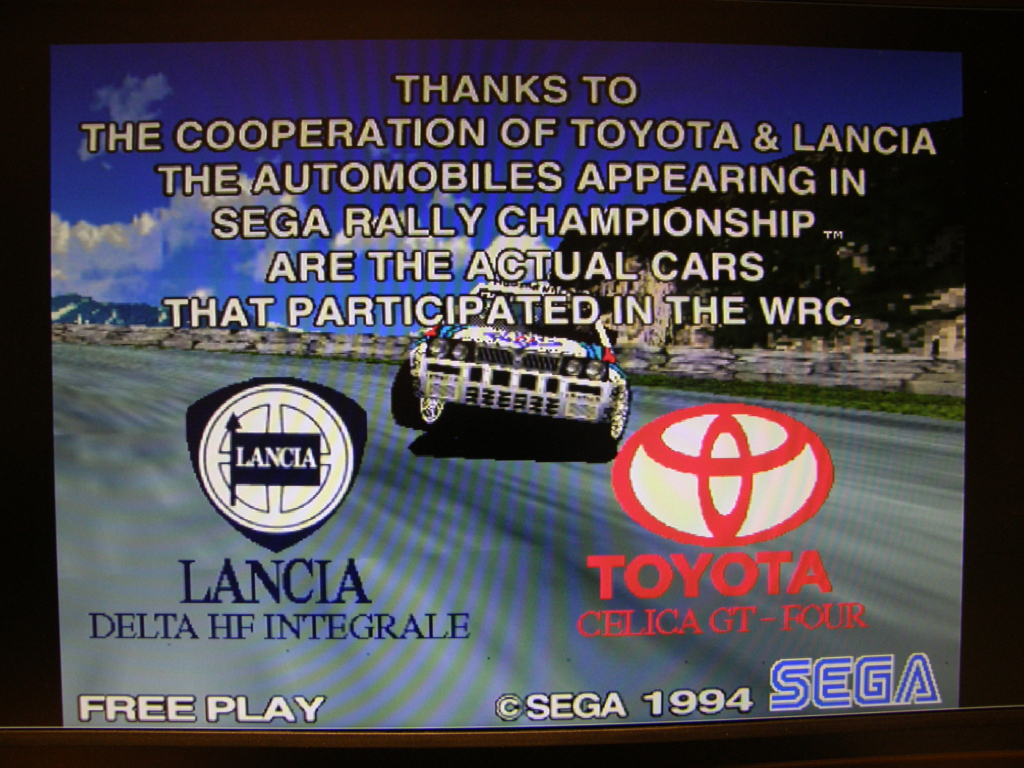 THANKS TO
THE COOPERATION OF TOYOTA & LANCIA
THE AUTOMOBILES APPEARING IN
SEGA RALLY CHAMPIONSHIP™
ARE THE ACTUAL CARS
THAT PARTICIPATED IN THE WRC.
LANCIA
LANCIA
DELTA HF INTEGRALE
TOYOTA
CELICA GT-FOUR
FREE PLAY
©SEGA 1994
SEGA